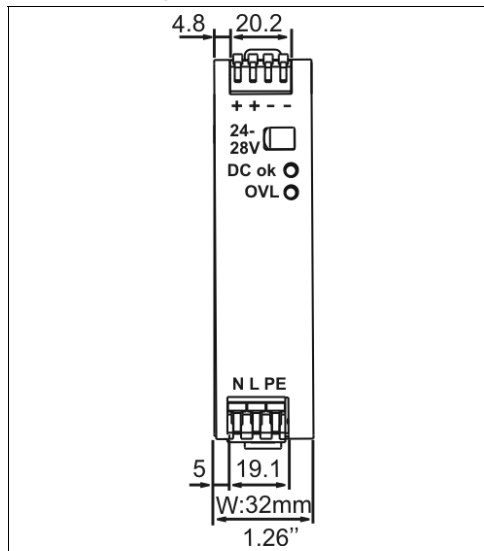 4.8 20.2
+ + - -
24-
28V
DC ok
OVL
N L PE
5 19.1
W:32mm
1.26’’